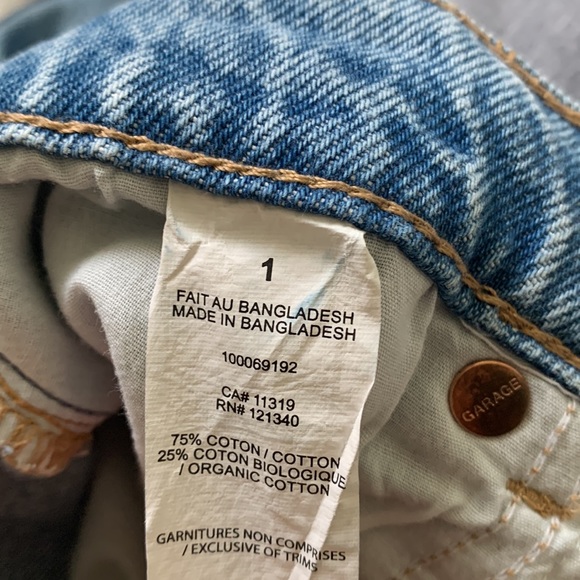 1
FAIT AU BANGLADESH
MADE IN BANGLADESH
100069192
CA# 11319
RN# 121340
75% COTON / COTTON
25% COTON BIOLOGIQUE
/ ORGANIC COTTON
GARNITURES NON COMPRISES
/ EXCLUSIVE OF TRIMS
GARAGE